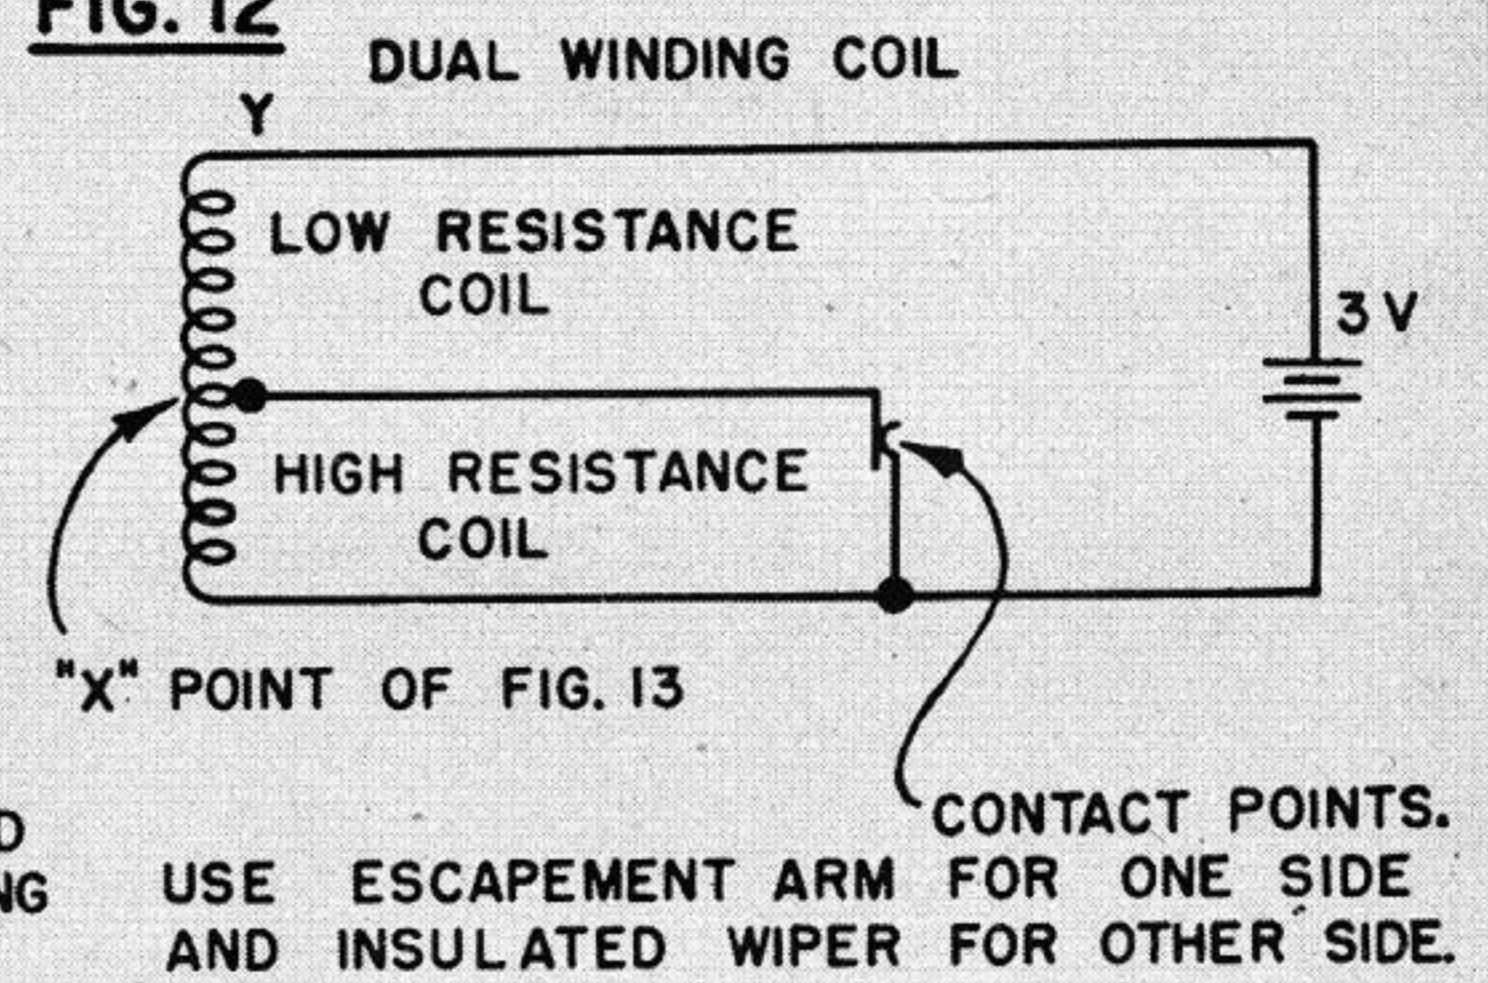 FIG. 12
DUAL WINDING COIL
Y
LOW RESISTANCE
COIL
3 V
HIGH RESISTANCE
COIL
"X" POINT OF FIG. 13
CONTACT POINTS.
D
NG
USE ESCAPEMENT ARM FOR ONE SIDE
AND INSULATED WIPER FOR OTHER SIDE.